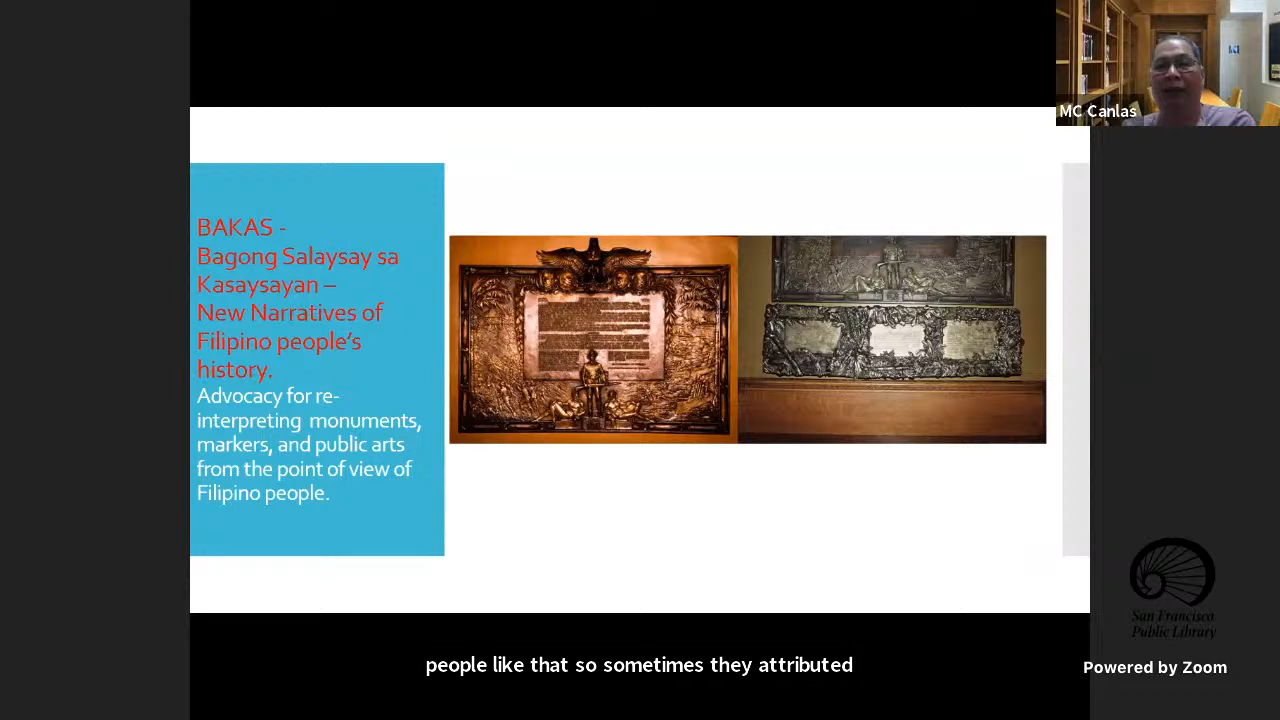 MC Canlas
BAKAS -
Bagong Salaysay sa
Kasaysayan –
New Narratives of
Filipino people's
history.
Advocacy for re-
interpreting monuments,
markers, and public arts
from the point of view of
Filipino people.
San Francisco
Public Library
people like that so sometimes they attributed
Powered by Zoom